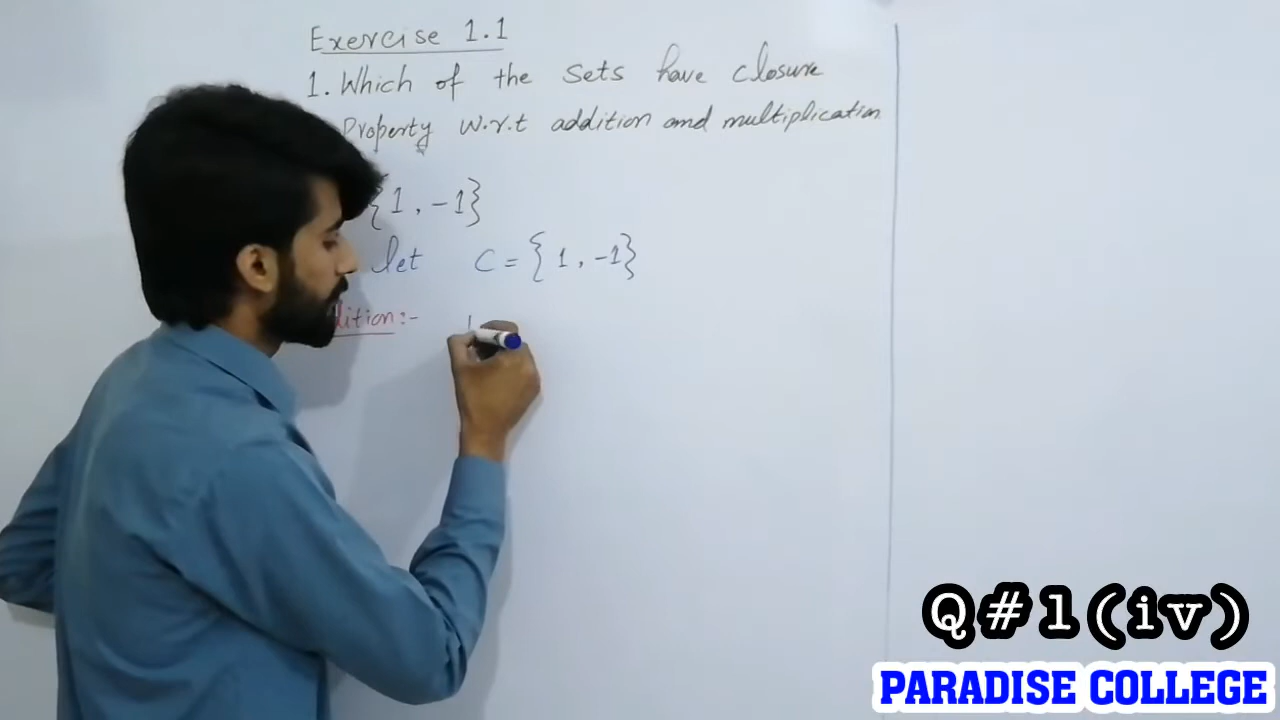 Exercise 1.1
1. Which of the sets have closure
Property w.r.t addition and multiplication
{1, -1}
let C = {1, -1}
dition:-
Q#1(iv)
PARADISE COLLEGE